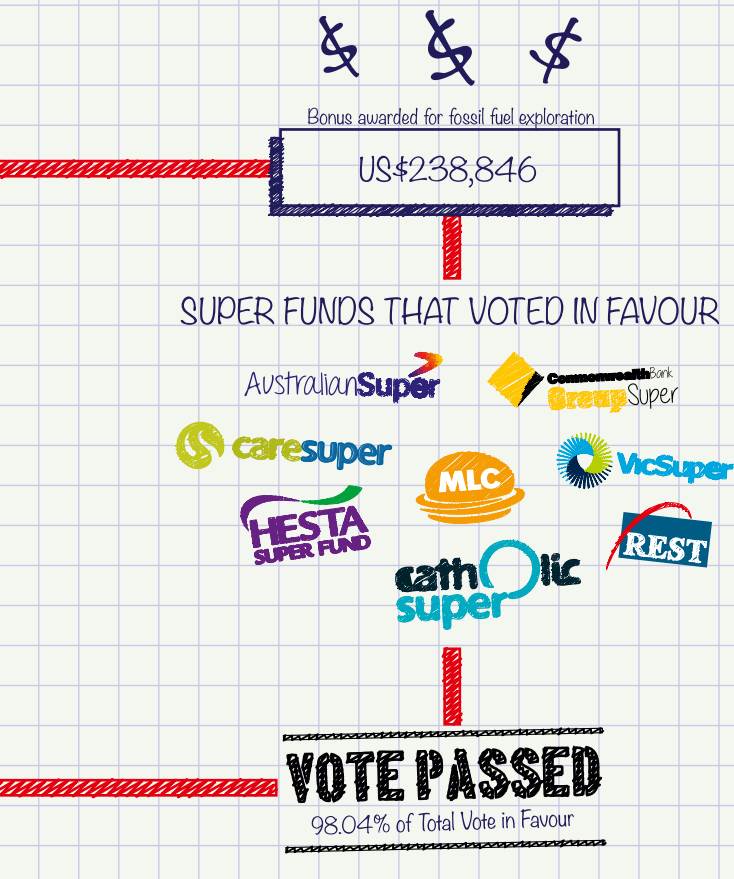 $ $ $
Bonus awarded for fossil fuel exploration
US$238,846
SUPER FUNDS THAT VOTED IN FAVOUR
AustralianSuper
CommonwealthBank
GroupSuper
caresuper
MLC
VicSuper
HESTA
SUPER FUND
REST
catholic
super
VOTE PASSED
98.04% of Total Vote in Favour